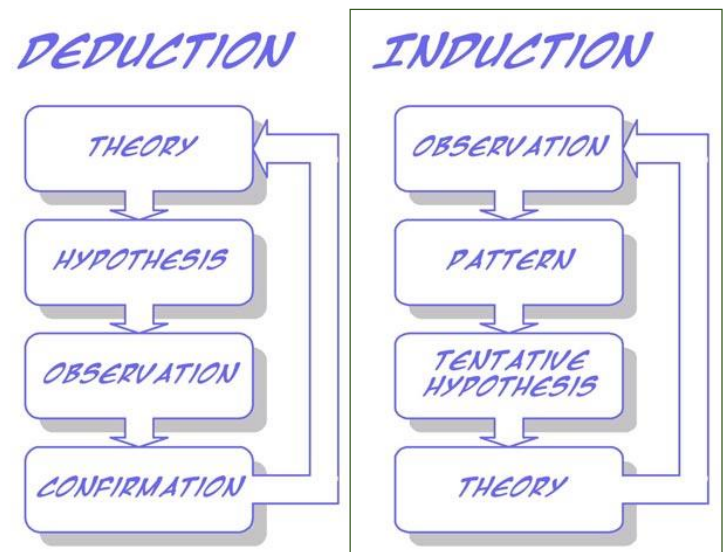 DEDUCTION
THEORY
HYPOTHESIS
OBSERVATION
CONFIRMATION
INDUCTION
OBSERVATION
PATTERN
TENTATIVE
HYPOTHESIS
THEORY